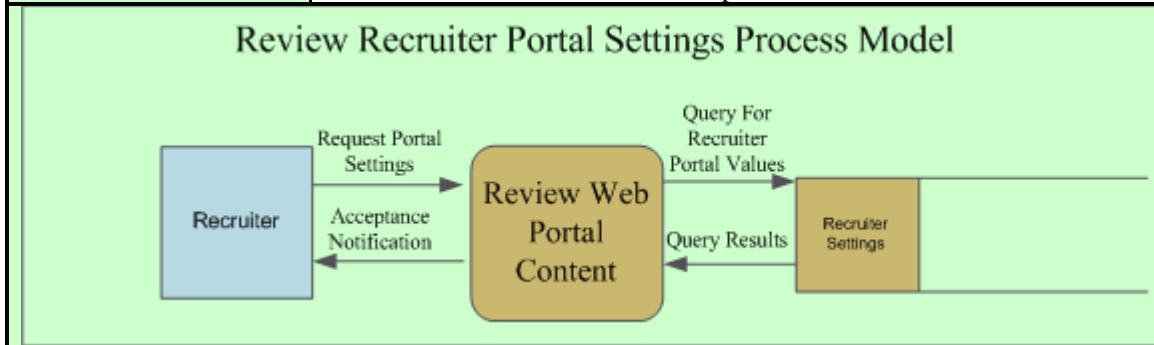 Review Recruiter Portal Settings Process Model
Query For
Recruiter
Portal Values
Request Portal
Settings
Recruiter
Review Web
Portal
Content
Acceptance
Notification
Query Results
Recruiter
Settings